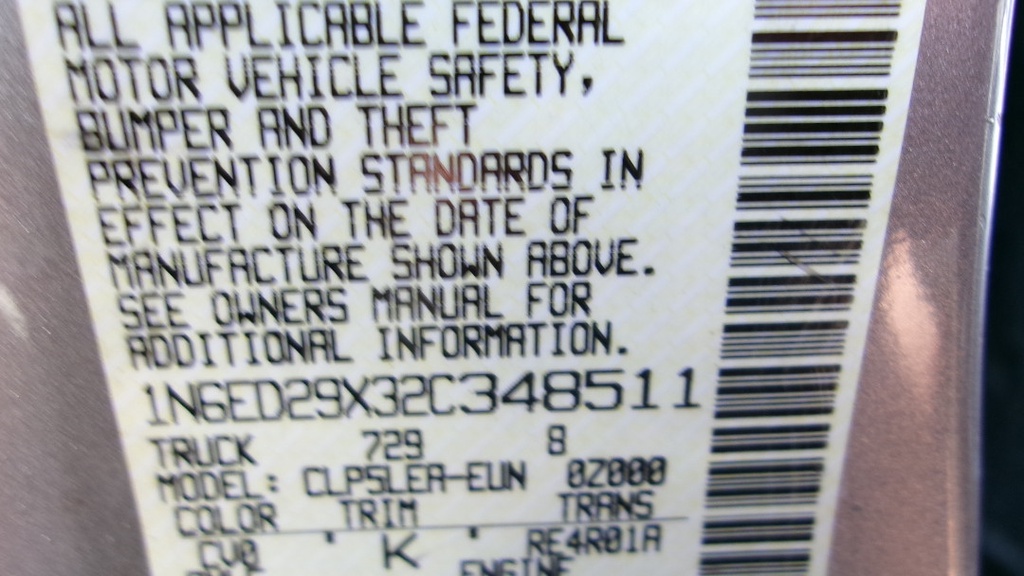 ALL APPLICABLE FEDERAL
MOTOR VEHICLE SAFETY,
BUMPER AND THEFT
PREVENTION STANDARDS IN
EFFECT ON THE DATE OF
MANUFACTURE SHOWN ABOVE.
SEE OWNERS MANUAL FOR
ADDITIONAL INFORMATION.
1N6ED29X32C348511
TRUCK 729 8
MODEL: CLP5LEA-EUN 0Z000
COLOR TRIM TRANS
CV0 ' K ' RE4R01A
ENGINE